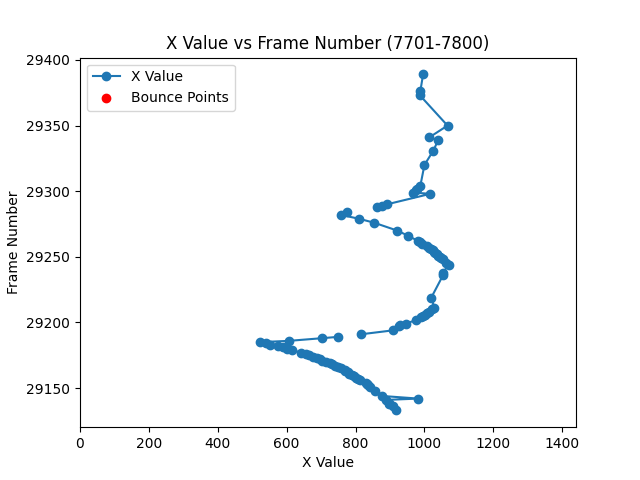 X Value vs Frame Number (7701-7800)
X Value
Bounce Points
Frame Number
29400
29350
29300
29250
29200
29150
0 200 400 600 800 1000 1200 1400
X Value